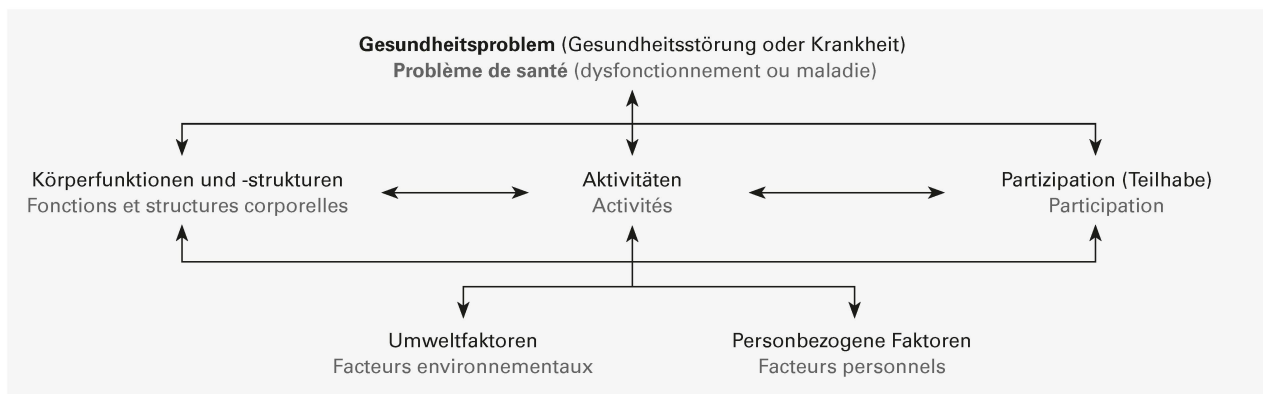 Gesundheitsproblem (Gesundheitsstörung oder Krankheit)
Problème de santé (dysfonctionnement ou maladie)
Körperfunktionen und -strukturen
Fonctions et structures corporelles
Aktivitäten
Activités
Partizipation (Teilhabe)
Participation
Umweltfaktoren
Facteurs environnementaux
Personbezogene Faktoren
Facteurs personnels